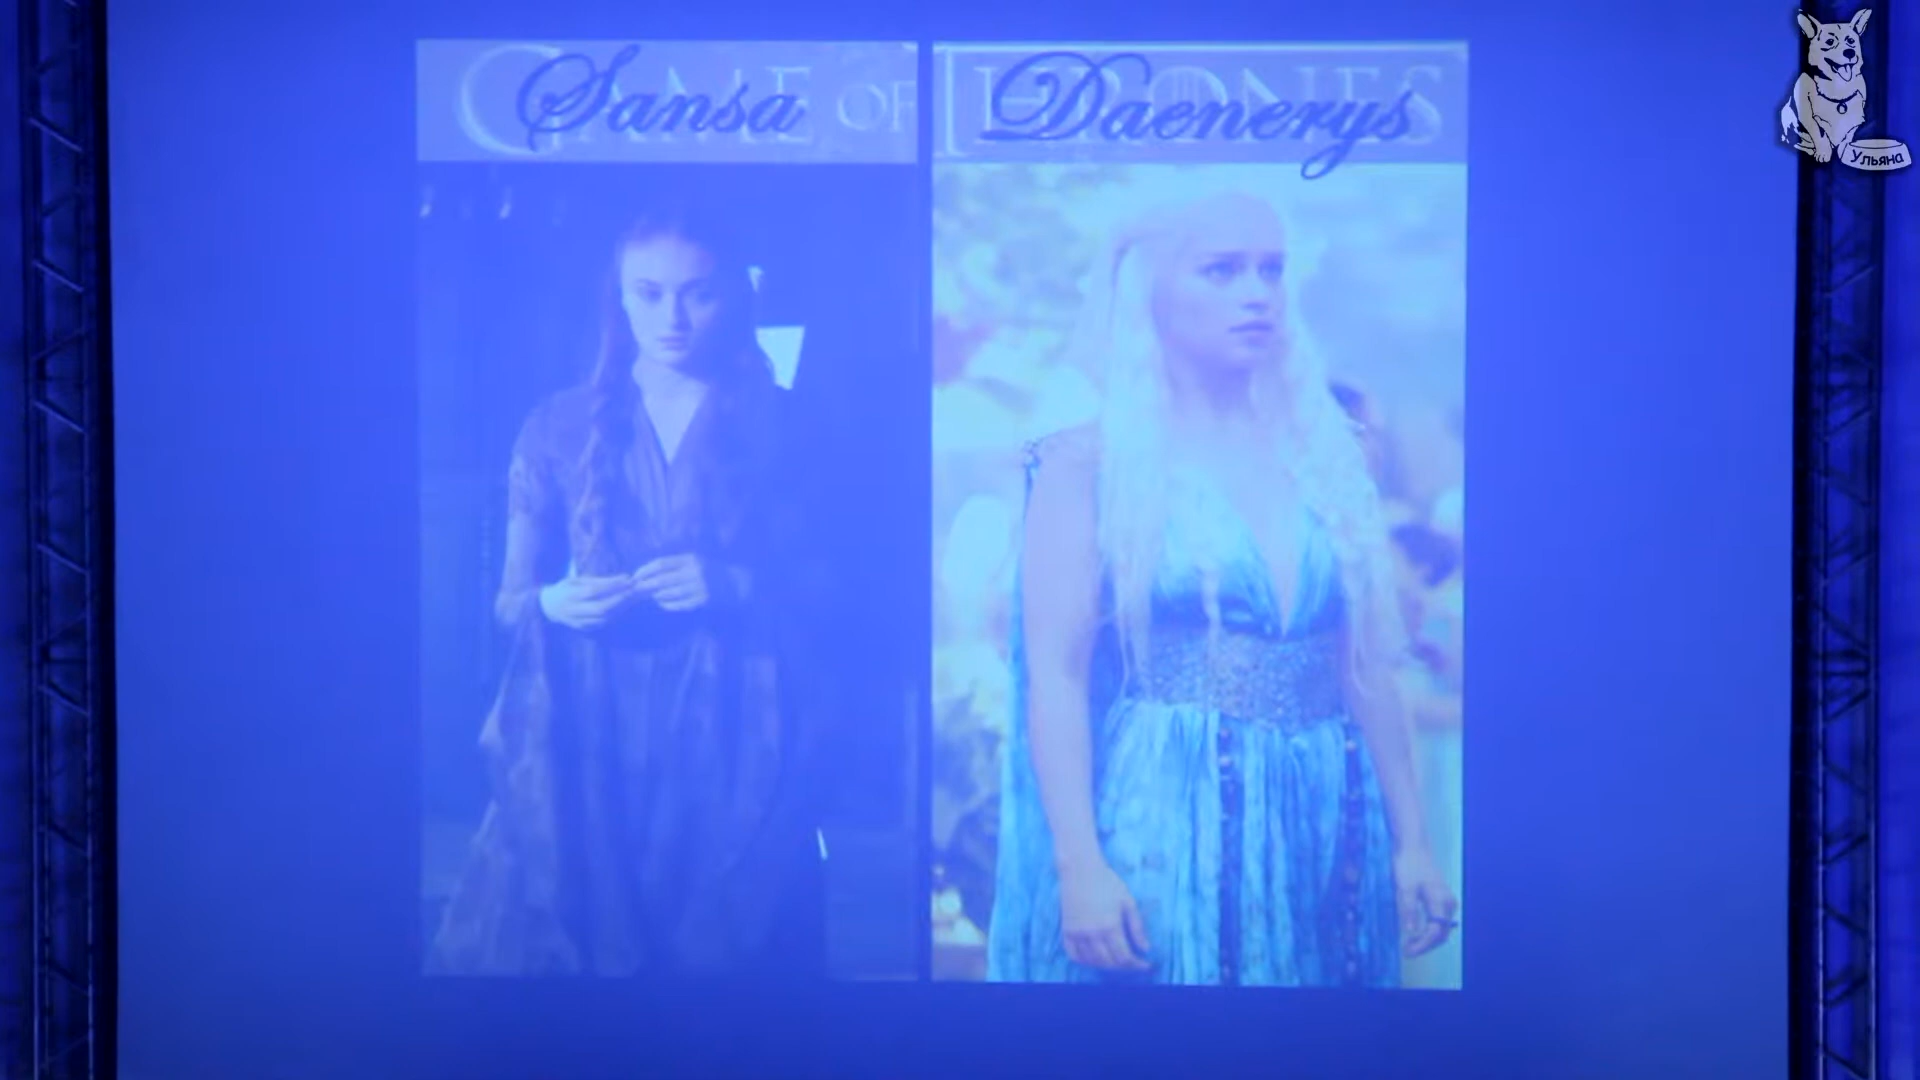 Sansa
GAME OF
Daenerys
THRONES
Ульяна